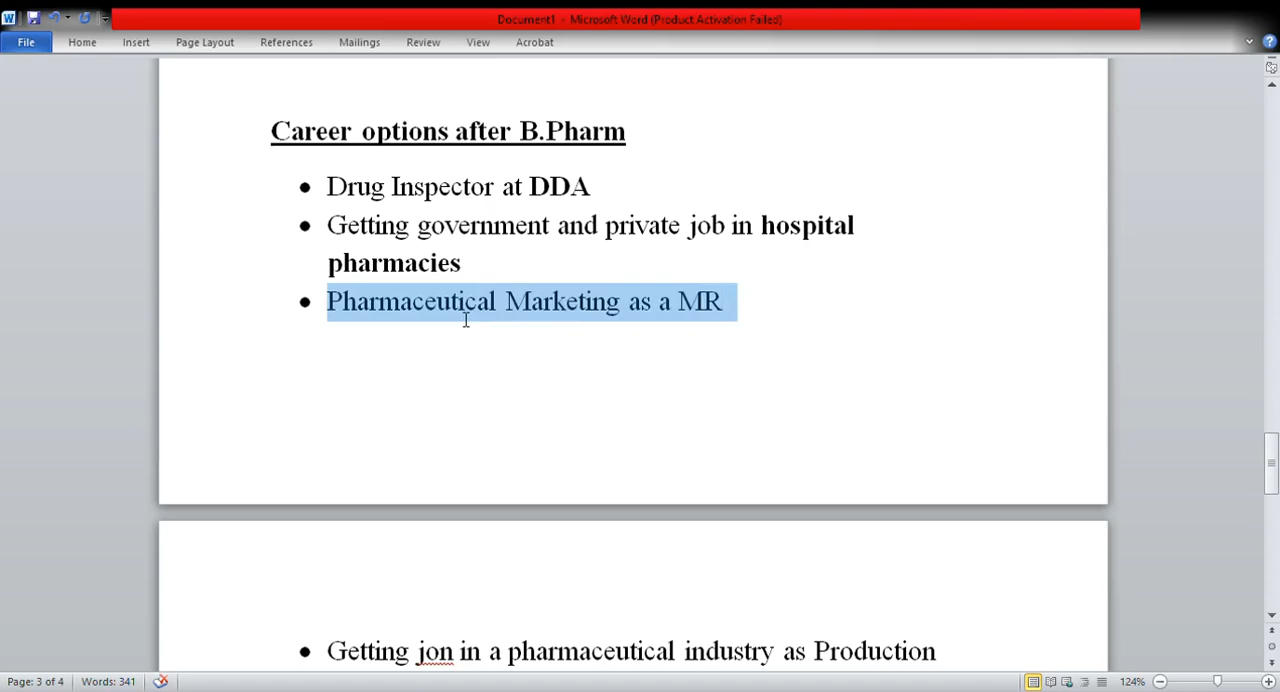 Document1 - Microsoft Word (Product Activation Failed)
File Home Insert Page Layout References Mailings Review View Acrobat
Career options after B.Pharm
• Drug Inspector at DDA
• Getting government and private job in hospital
pharmacies
• Pharmaceutical Marketing as a MR
• Getting jon in a pharmaceutical industry as Production
Page: 3 of 4 Words: 341 124%